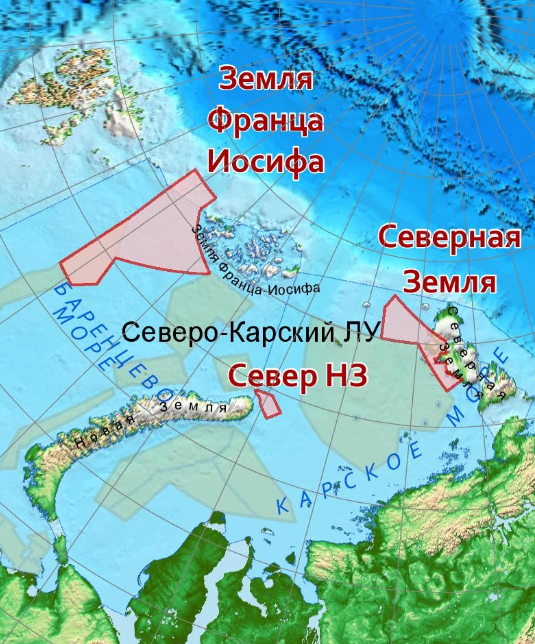 Земля
Франца
Иосифа
Северная
Земля
Земля Франца-Иосифа
Северо-Карский ЛУ
БАРЕНЦЕВО
МОРЕ
Север НЗ
Северная
Земля
Новая Земля
КАРСКОЕ МОРЕ